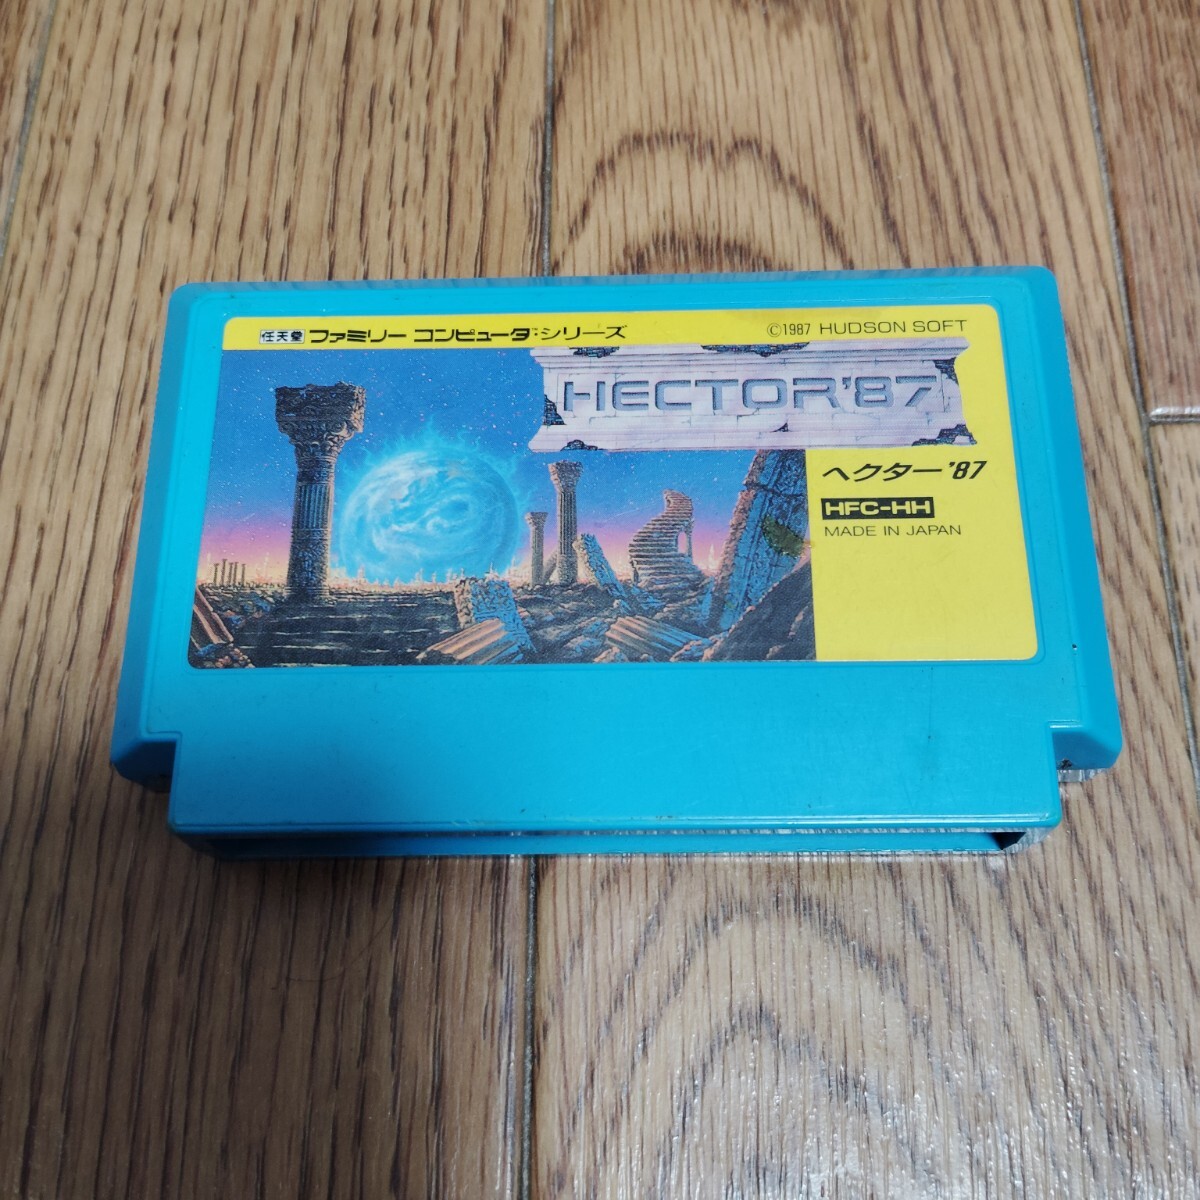 任天堂 ファミリー コンピュータ・シリーズ
©1987 HUDSON SOFT
HECTOR'87
ヘクター'87
HFC-HH
MADE IN JAPAN